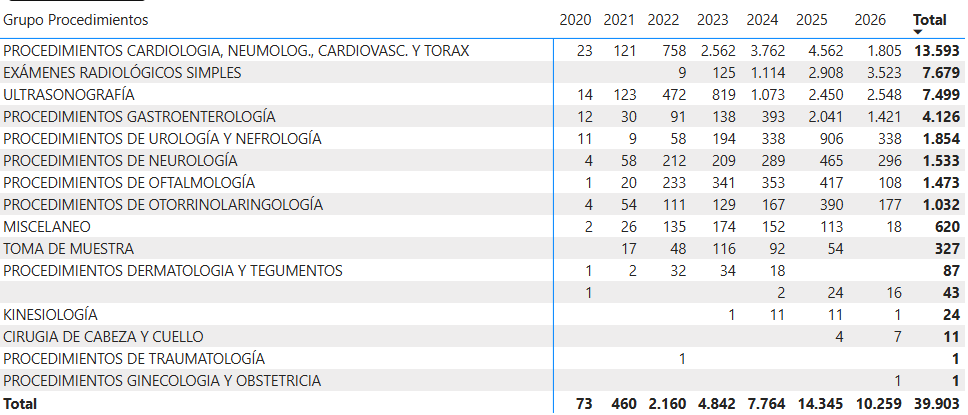 Grupo Procedimientos 2020 2021 2022 2023 2024 2025 2026 Total
PROCEDIMIENTOS CARDIOLOGIA, NEUMOLOG., CARDIOVASC. Y TORAX 23 121 758 2.562 3.762 4.562 1.805 13.593
EXÁMENES RADIOLÓGICOS SIMPLES 9 125 1.114 2.908 3.523 7.679
ULTRASONOGRAFÍA 14 123 472 819 1.073 2.450 2.548 7.499
PROCEDIMIENTOS GASTROENTEROLOGÍA 12 30 91 138 393 2.041 1.421 4.126
PROCEDIMIENTOS DE UROLOGÍA Y NEFROLOGÍA 11 9 58 194 338 906 338 1.854
PROCEDIMIENTOS DE NEUROLOGÍA 4 58 212 209 289 465 296 1.533
PROCEDIMIENTOS DE OFTALMOLOGÍA 1 20 233 341 353 417 108 1.473
PROCEDIMIENTOS DE OTORRINOLARINGOLOGÍA 4 54 111 129 167 390 177 1.032
MISCELANEO 2 26 135 174 152 113 18 620
TOMA DE MUESTRA 17 48 116 92 54 327
PROCEDIMIENTOS DERMATOLOGIA Y TEGUMENTOS 1 2 32 34 18 87
1 2 24 16 43
KINESIOLOGÍA 1 11 11 1 24
CIRUGIA DE CABEZA Y CUELLO 4 7 11
PROCEDIMIENTOS DE TRAUMATOLOGÍA 1 1
PROCEDIMIENTOS GINECOLOGIA Y OBSTETRICIA 1 1
Total 73 460 2.160 4.842 7.764 14.345 10.259 39.903